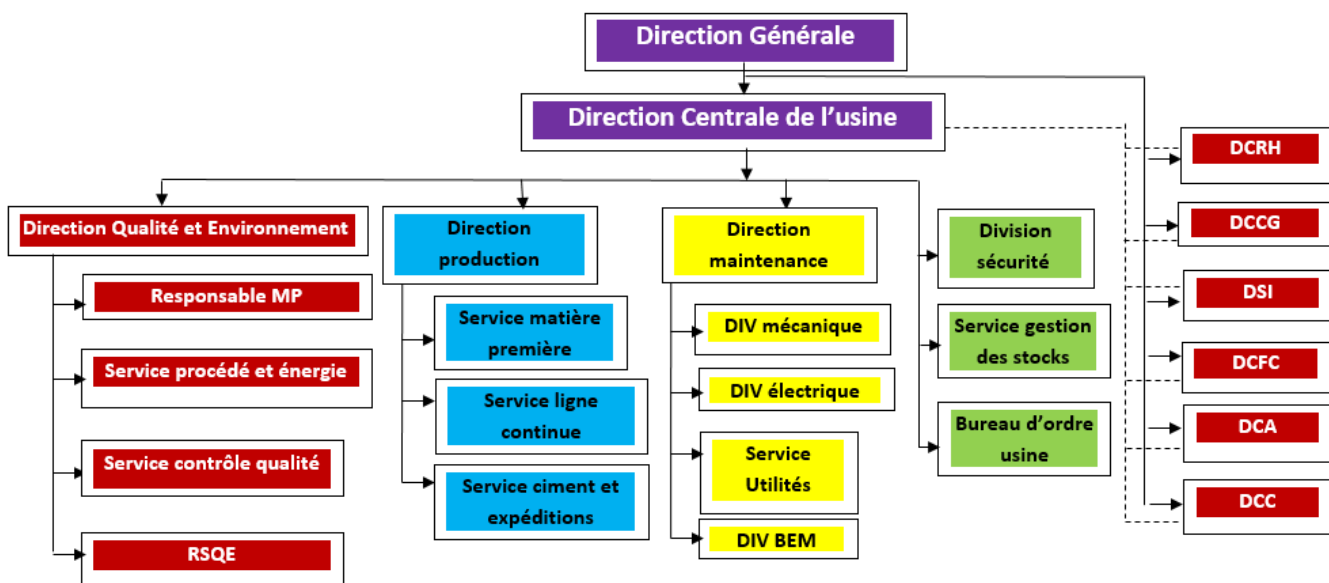 Direction Générale
Direction Centrale de l'usine
DCRH
DCCG
DSI
DCFC
DCA
DCC
Direction Qualité et Environnement
Responsable MP
Service procédé et énergie
Service contrôle qualité
RSQE
Direction
production
Service matière
première
Service ligne
continue
Service ciment et
expéditions
Direction
maintenance
DIV mécanique
DIV électrique
Service
Utilités
DIV BEM
Division
sécurité
Service gestion
des stocks
Bureau d'ordre
usine